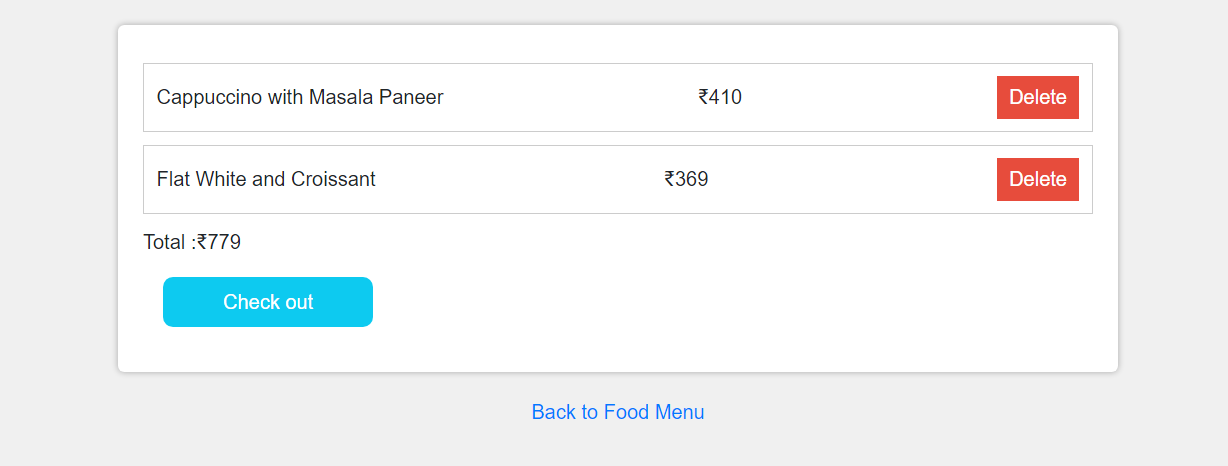 Cappuccino with Masala Paneer ₹410 Delete
Flat White and Croissant ₹369 Delete
Total :₹779
Check out
Back to Food Menu